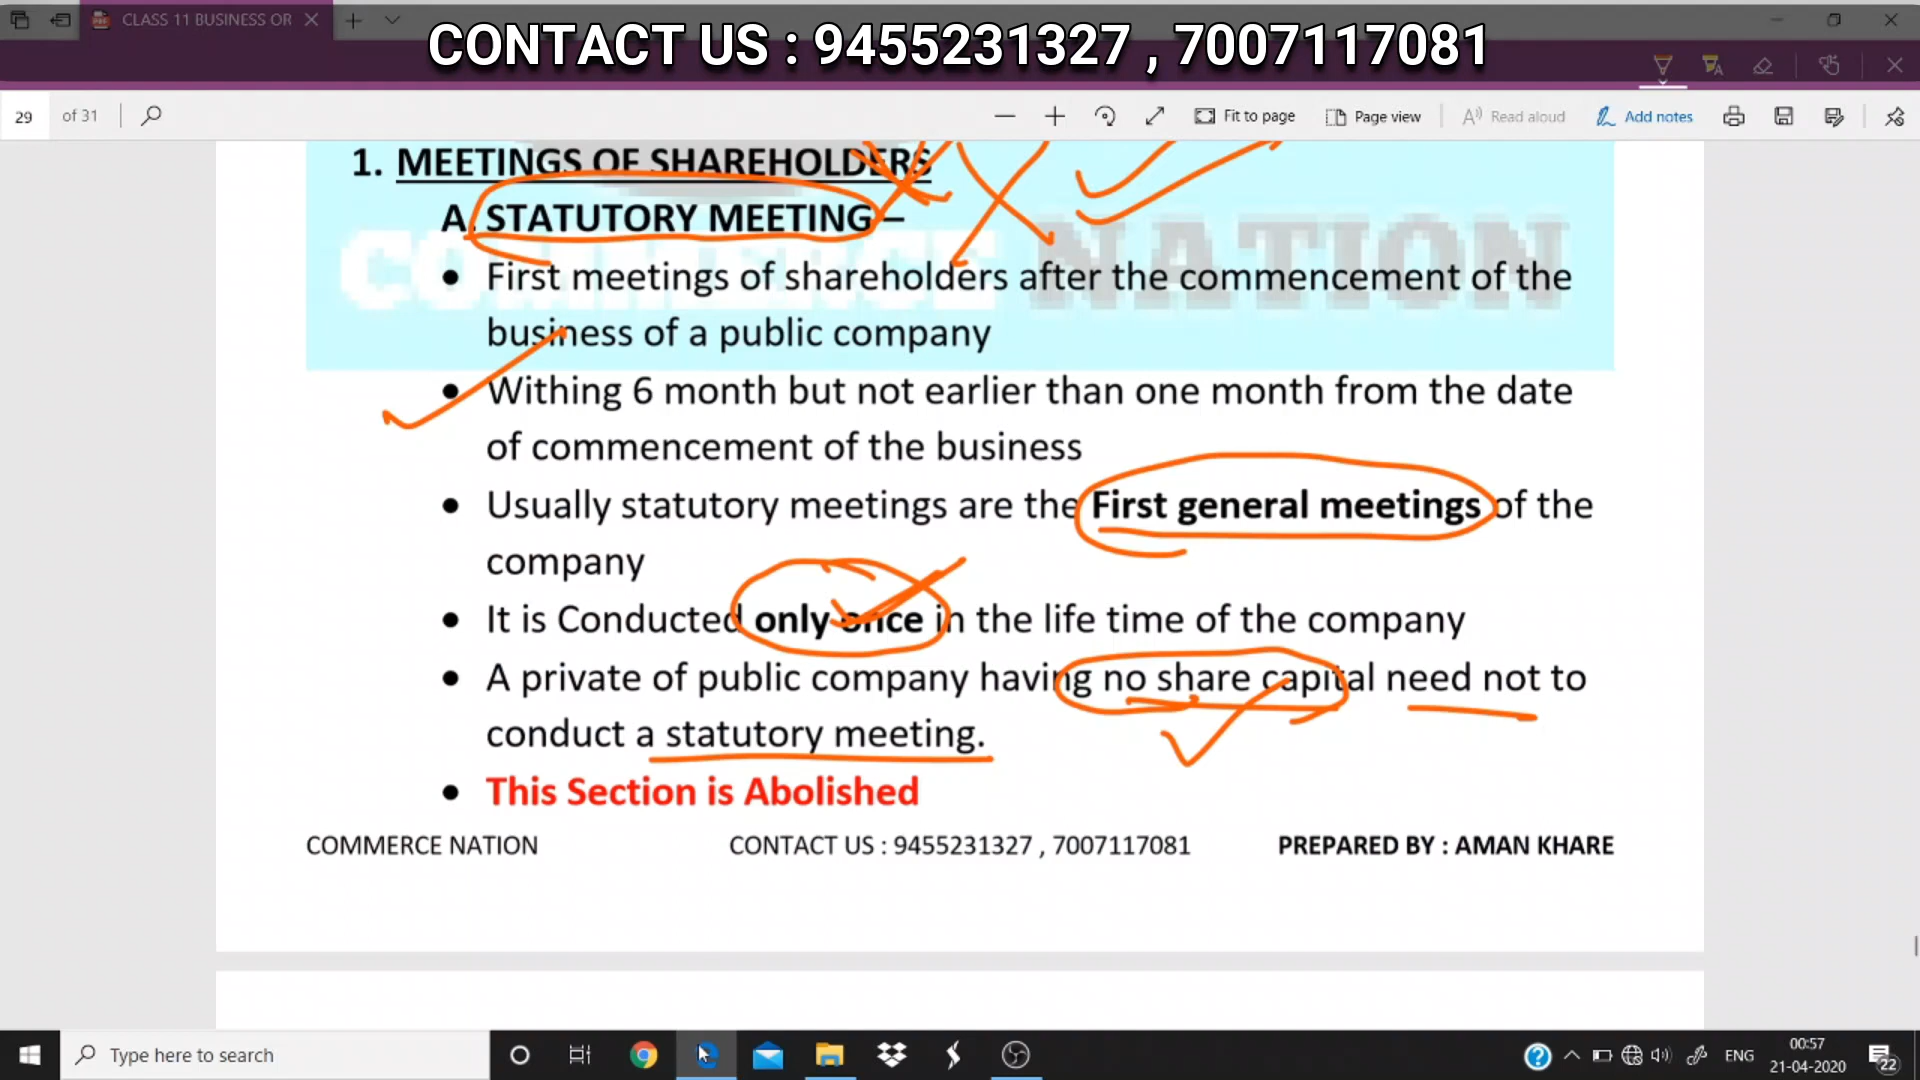 CLASS 11 BUSINESS OR
CONTACT US : 9455231327 , 7007117081
29 of 31 Fit to page Page view Read aloud Add notes
1. MEETINGS OF SHAREHOLDERS
A. STATUTORY MEETING –
COMMERCE NATION
• First meetings of shareholders after the commencement of the
business of a public company
• Withing 6 month but not earlier than one month from the date
of commencement of the business
• Usually statutory meetings are the First general meetings of the
company
• It is Conducted only once in the life time of the company
• A private of public company having no share capital need not to
conduct a statutory meeting.
• This Section is Abolished
COMMERCE NATION CONTACT US : 9455231327 , 7007117081 PREPARED BY : AMAN KHARE
Type here to search
ENG
00:57
21-04-2020
22